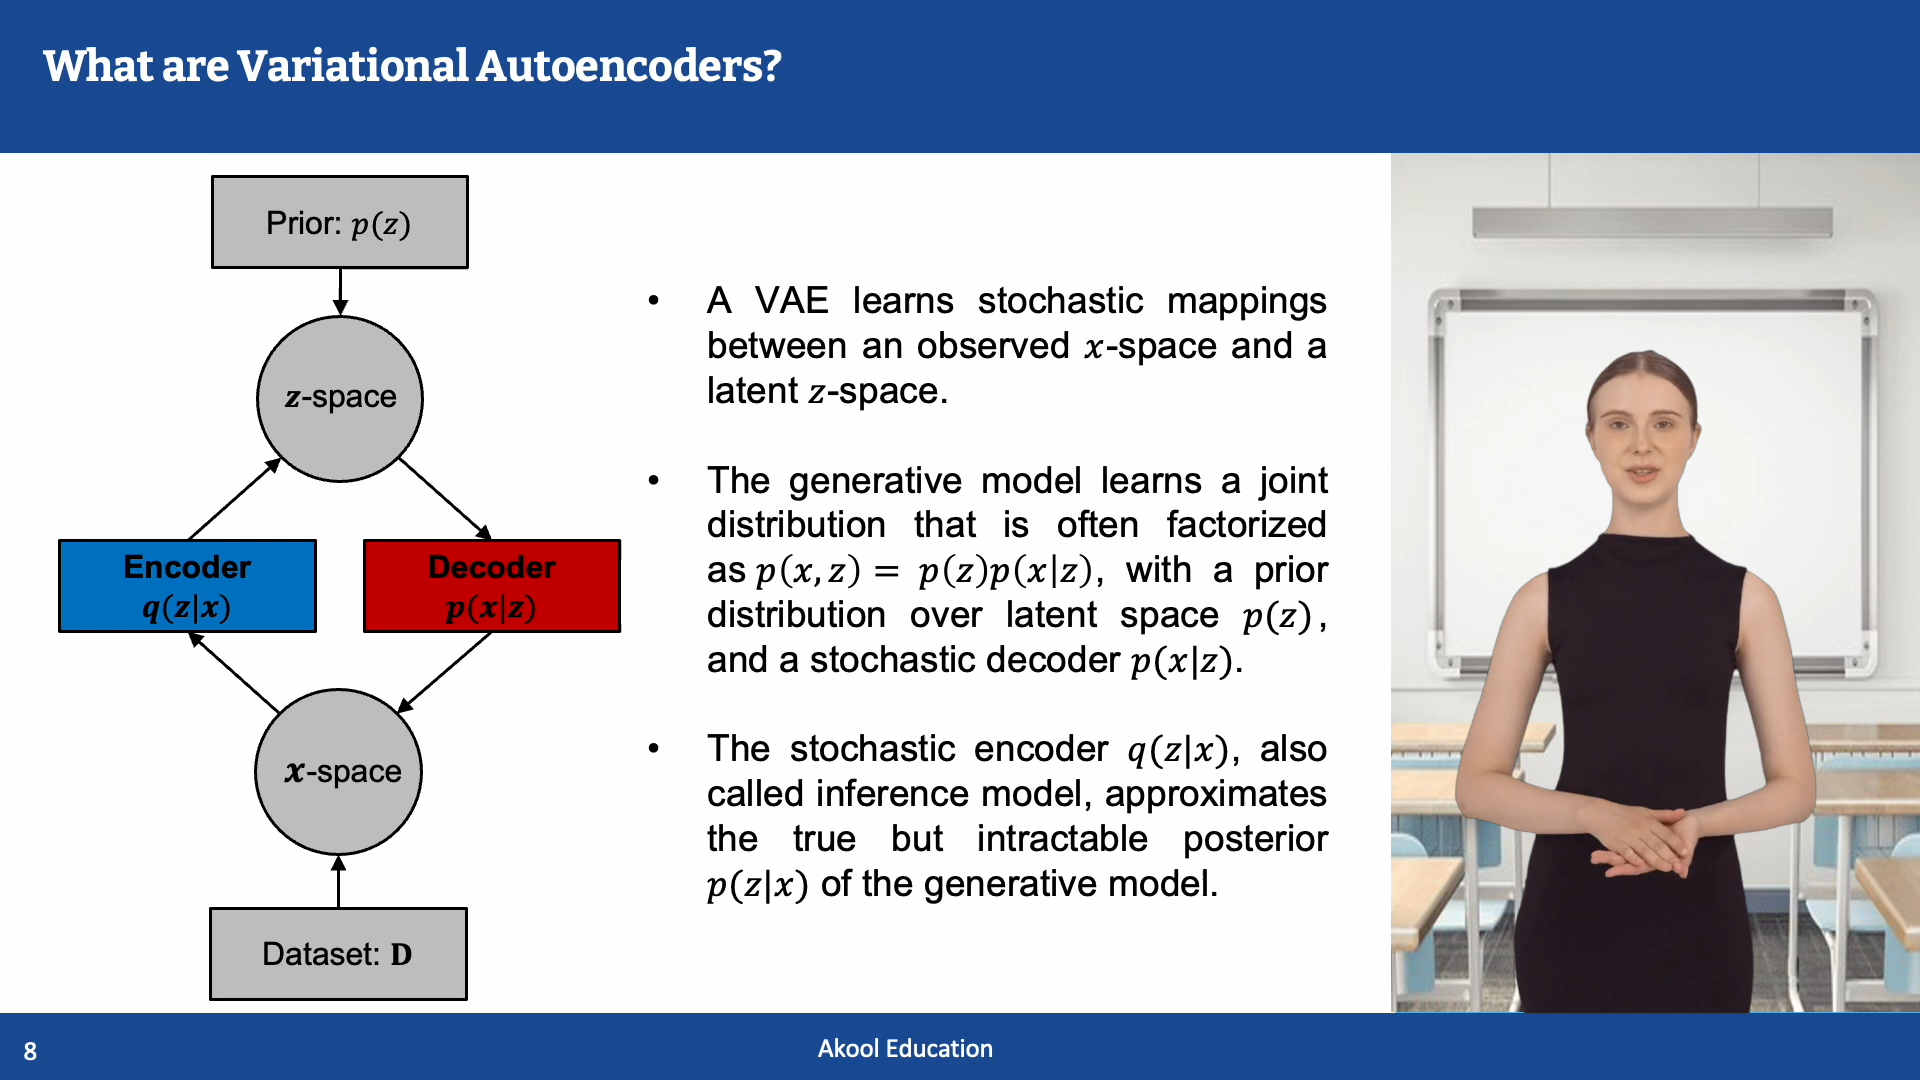 What are Variational Autoencoders?
Prior: p(z)
z-space
Encoder
q(z|x)
Decoder
p(x|z)
x-space
Dataset: D
• A VAE learns stochastic mappings
between an observed x-space and a
latent z-space.
• The generative model learns a joint
distribution that is often factorized
as p(x, z) = p(z)p(x|z), with a prior
distribution over latent space p(z),
and a stochastic decoder p(x|z).
• The stochastic encoder q(z|x), also
called inference model, approximates
the true but intractable posterior
p(z|x) of the generative model.
8
Akool Education